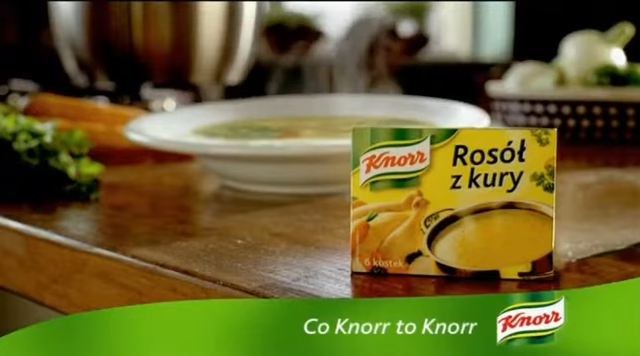 Knorr
Rosół
z kury
6 kostek
Co Knorr to Knorr
Knorr